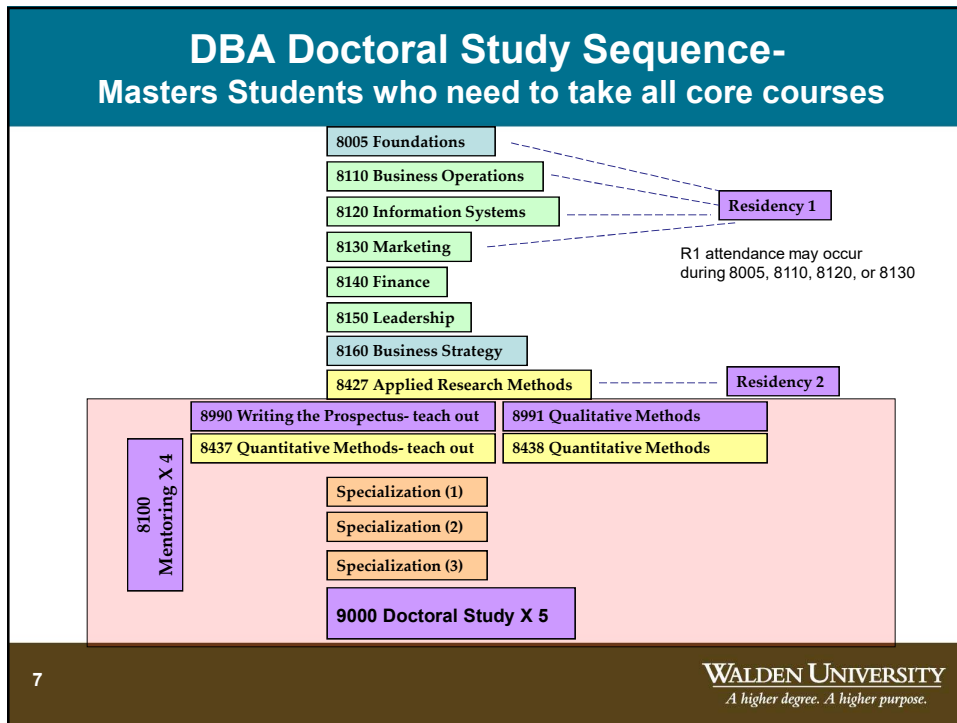 DBA Doctoral Study Sequence-
Masters Students who need to take all core courses
8005 Foundations
8110 Business Operations
8120 Information Systems
Residency 1
8130 Marketing
R1 attendance may occur
during 8005, 8110, 8120, or 8130
8140 Finance
8150 Leadership
8160 Business Strategy
8427 Applied Research Methods
Residency 2
8990 Writing the Prospectus- teach out
8991 Qualitative Methods
8437 Quantitative Methods- teach out
8438 Quantitative Methods
8100
Mentoring X 4
Specialization (1)
Specialization (2)
Specialization (3)
9000 Doctoral Study X 5
7
WALDEN UNIVERSITY
A higher degree. A higher purpose.